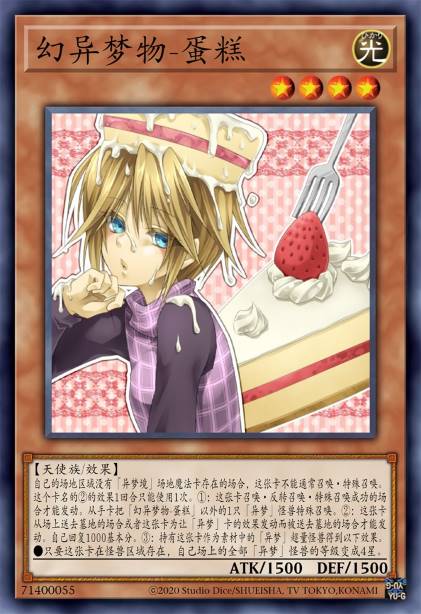 幻异梦物-蛋糕
ひかり
光
【天使族/效果】
自己的场地区域没有「异梦境」场地魔法卡存在的场合，这张卡不能通常召唤·特殊召唤。
这个卡名的②的效果1回合只能使用1次。①：这张卡召唤·反转召唤·特殊召唤成功的场
合才能发动。从手卡把「幻异梦物-蛋糕」以外的1只「异梦」怪兽特殊召唤。②：这张卡
从场上送去墓地的场合或者这张卡为让「异梦」卡的效果发动而被送去墓地的场合才能发
动。自己回复1000基本分。③：持有这张卡作为素材中的「异梦」超量怪兽得到以下效果。
●只要这张卡在怪兽区域存在，自己场上的全部「异梦」怪兽的等级变成4星。
ATK/1500 DEF/1500
71400055 ©2020 Studio Dice/SHUEISHA, TV TOKYO,KONAMI